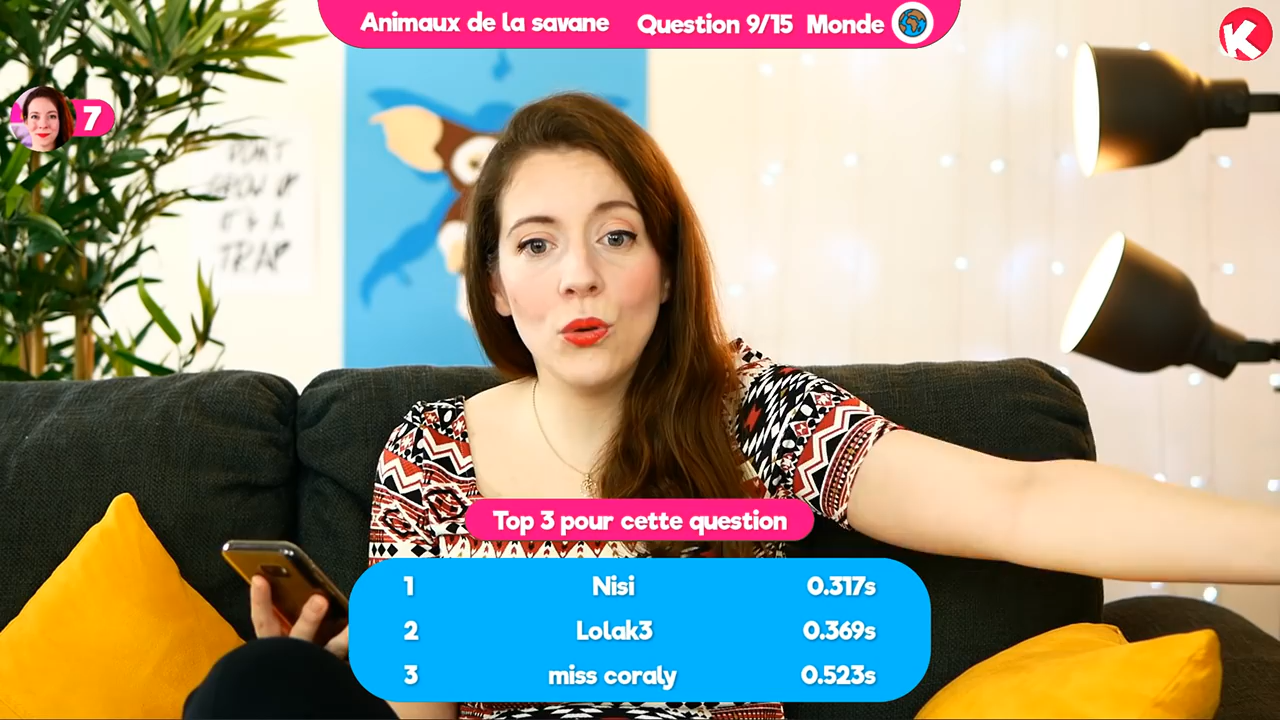 Animaux de la savane Question 9/15 Monde
K
7
DON'T
GROW UP
IT'S A
TRAP
Top 3 pour cette question
1 Nisi 0.317s
2 Lolak3 0.369s
3 miss coraly 0.523s